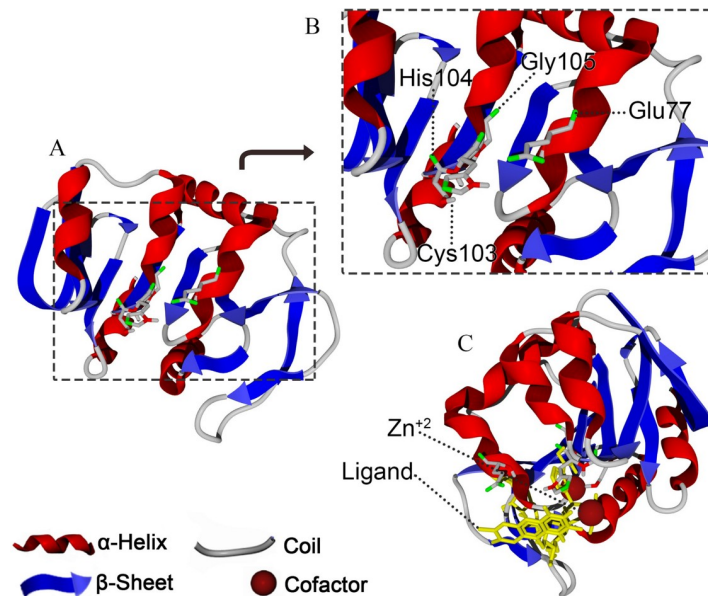 B
Gly105
His104
Glu77
A
Cys103
C
Zn+2
Ligand
α-Helix
Coil
β-Sheet
Cofactor